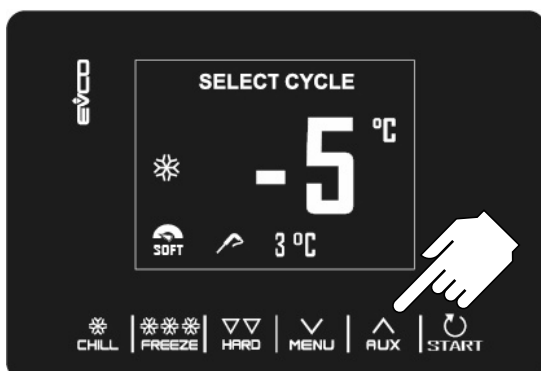 EVCO
SELECT CYCLE
-5 °C
SOFT 3 °C
CHILL FREEZE HARD MENU AUX START